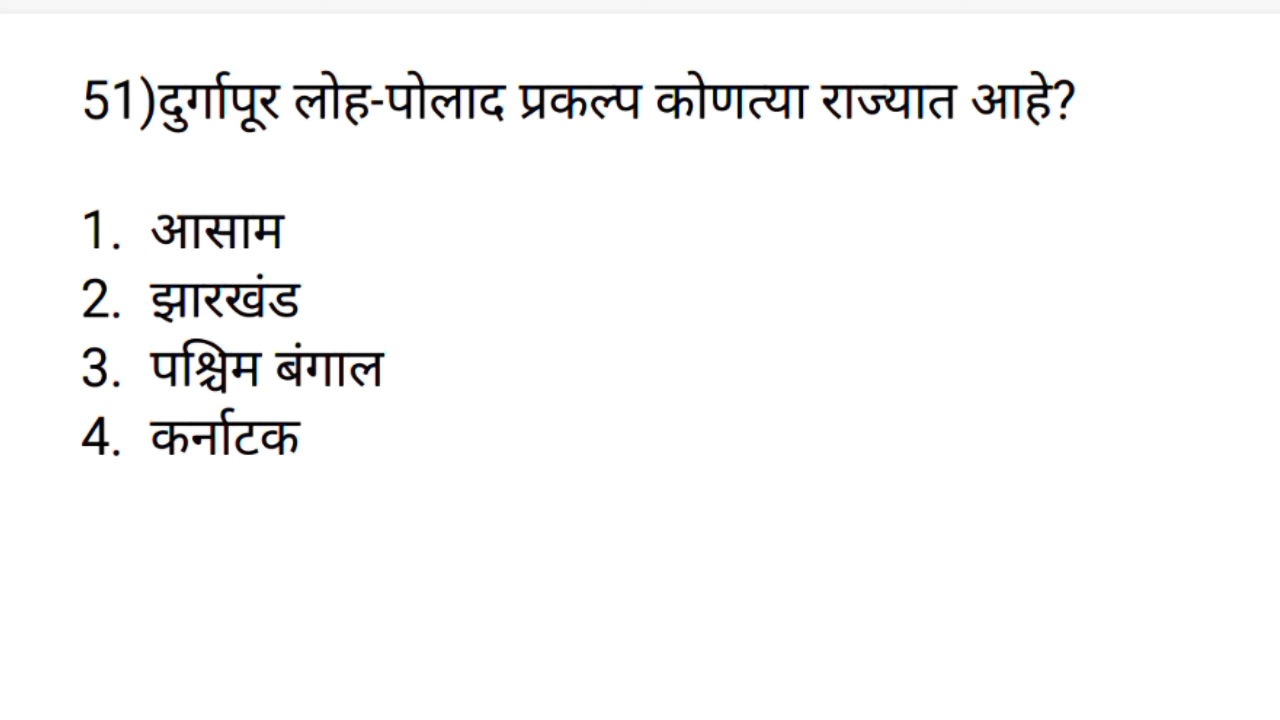 51)दुर्गापूर लोह-पोलाद प्रकल्प कोणत्या राज्यात आहे?
1. आसाम
2. झारखंड
3. पश्चिम बंगाल
4. कर्नाटक